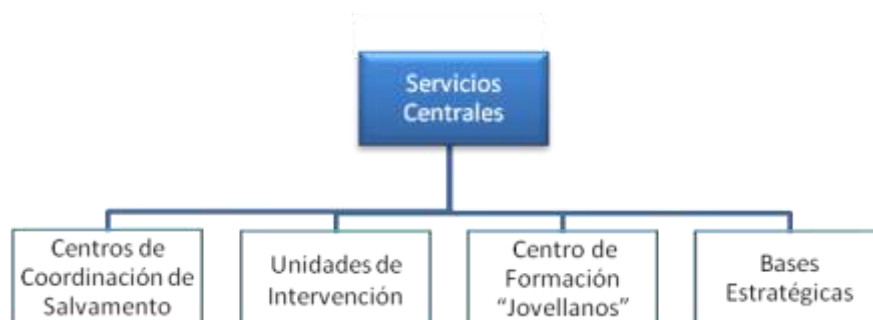 Servicios
Centrales
Centros de
Coordinación de
Salvamento
Unidades de
Intervención
Centro de
Formación
“Jovellanos”
Bases
Estratégicas